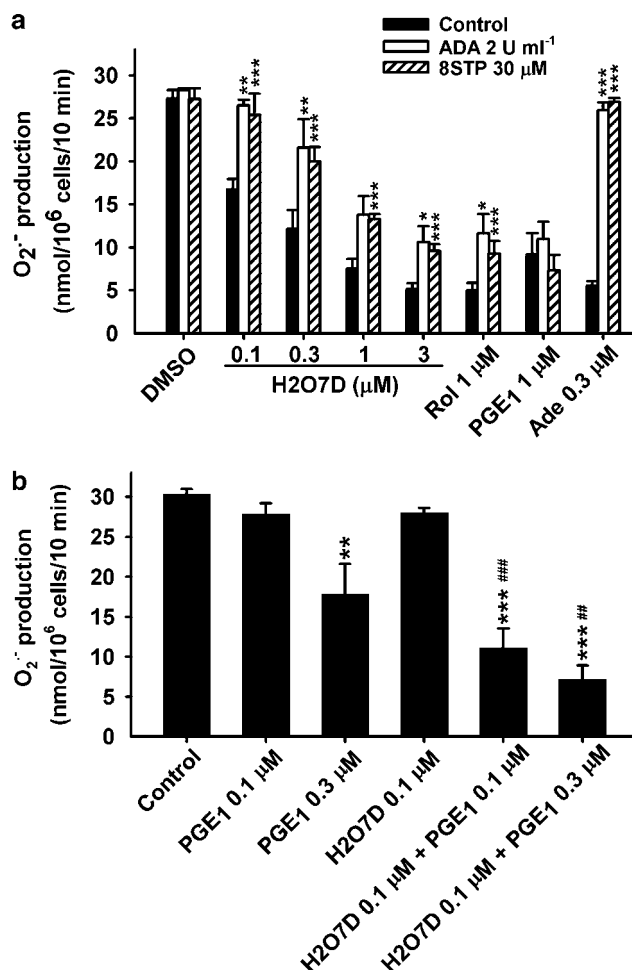 a
Control
ADA 2 U ml⁻¹
8STP 30 μM
O₂·⁻ production
(nmol/10⁶ cells/10 min)
30
25
20
15
10
5
0
** *** ** *** *** * *** * *** *** ***
DMSO
0.1 0.3 1 3
H2O7D (μM)
Rol 1 μM
PGE1 1 μM
Ade 0.3 μM
b
O₂·⁻ production
(nmol/10⁶ cells/10 min)
30
25
20
15
10
5
0
**
*** ###
*** ##
Control
PGE₁ 0.1 μM
PGE₁ 0.3 μM
H2O7D 0.1 μM
H2O7D 0.1 μM + PGE₁ 0.1 μM
H2O7D 0.1 μM + PGE₁ 0.3 μM